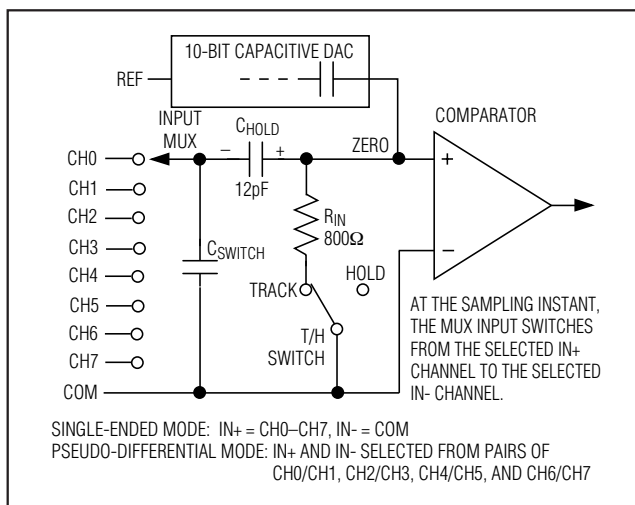 10-BIT CAPACITIVE DAC
REF
INPUT
MUX
CHOLD
– +
12pF
ZERO
COMPARATOR
+
–
CH0
CH1
CH2
CH3
CH4
CH5
CH6
CH7
COM
CSWITCH
RIN
800Ω
TRACK
HOLD
T/H
SWITCH
AT THE SAMPLING INSTANT,
THE MUX INPUT SWITCHES
FROM THE SELECTED IN+
CHANNEL TO THE SELECTED
IN- CHANNEL.
SINGLE-ENDED MODE: IN+ = CH0–CH7, IN- = COM
PSEUDO-DIFFERENTIAL MODE: IN+ AND IN- SELECTED FROM PAIRS OF
CH0/CH1, CH2/CH3, CH4/CH5, AND CH6/CH7